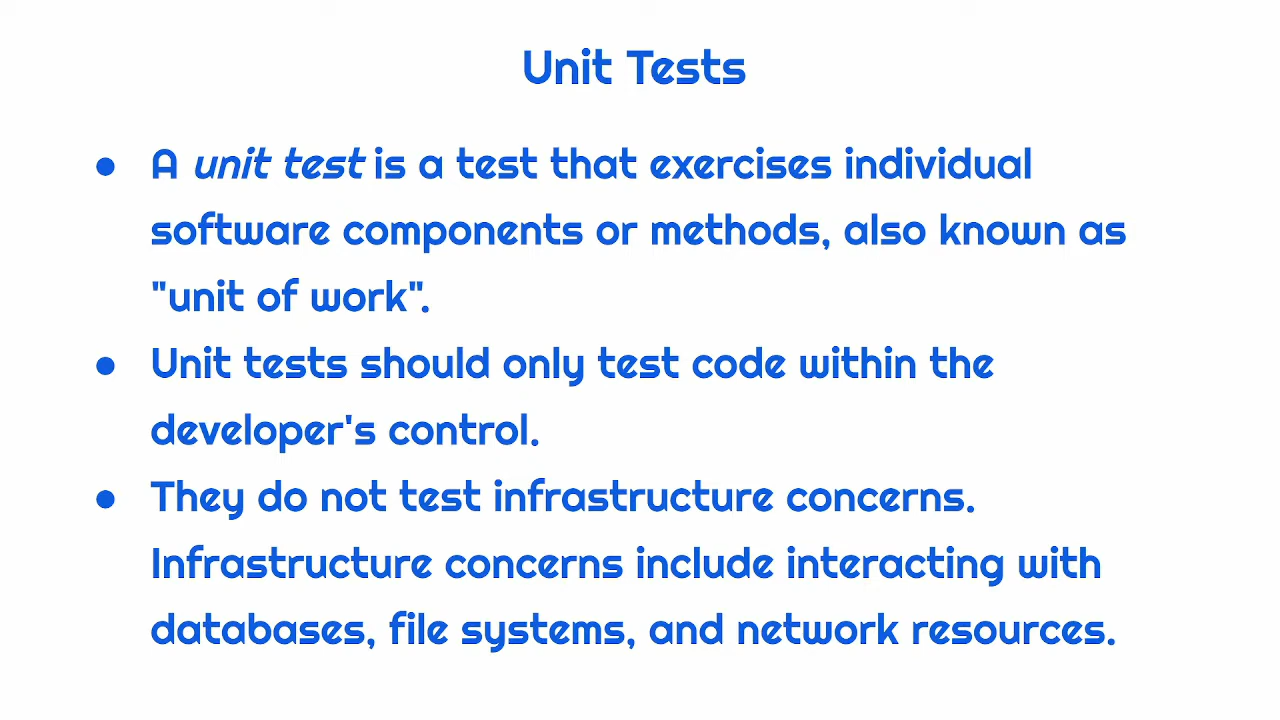 Unit Tests
● A unit test is a test that exercises individual
software components or methods, also known as
"unit of work".
● Unit tests should only test code within the
developer's control.
● They do not test infrastructure concerns.
Infrastructure concerns include interacting with
databases, file systems, and network resources.